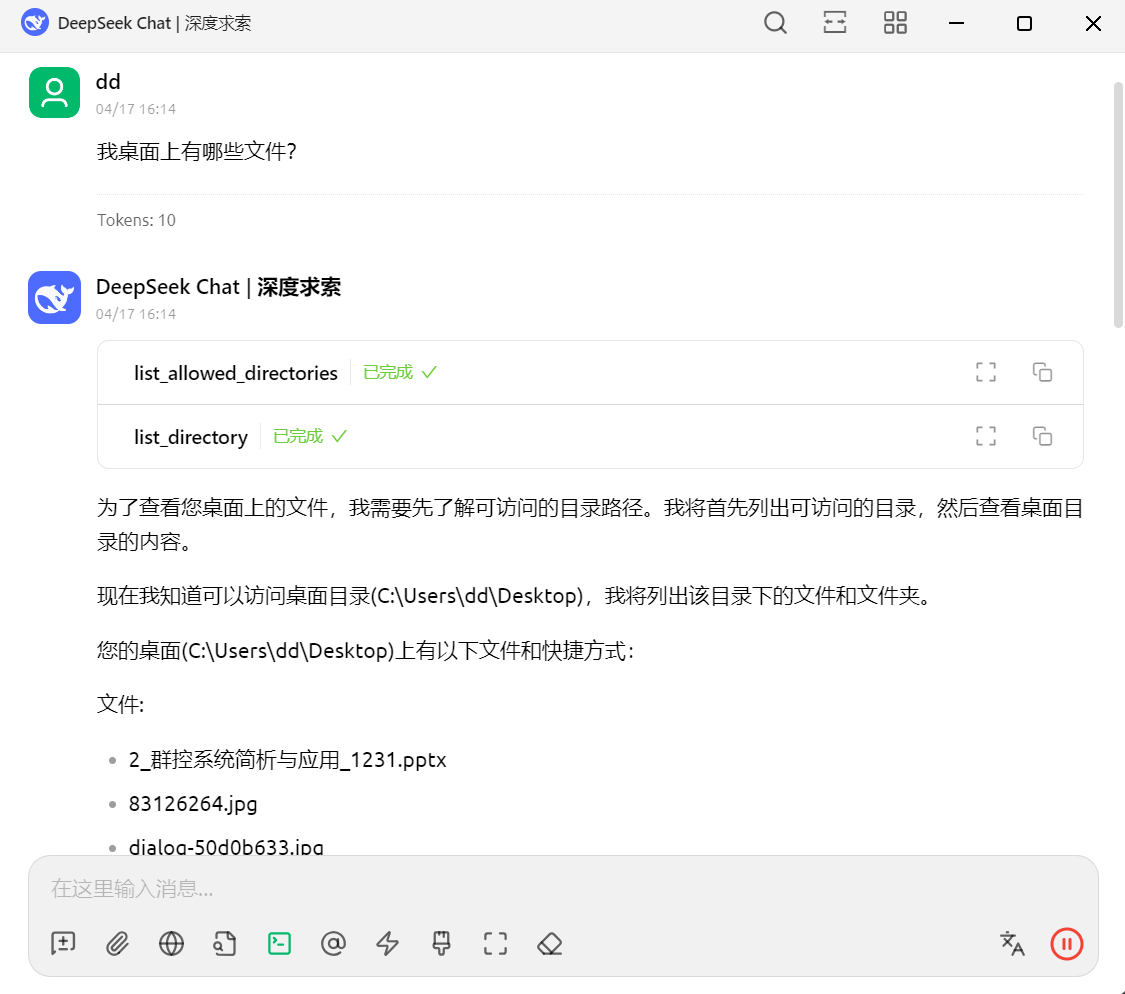 DeepSeek Chat | 深度求索
dd
04/17 16:14
我桌面上有哪些文件？
Tokens: 10
DeepSeek Chat | 深度求索
04/17 16:14
list_allowed_directories 已完成
list_directory 已完成
为了查看您桌面上的文件，我需要先了解可访问的目录路径。我将首先列出可访问的目录，然后查看桌面目
录的内容。
现在我知道可以访问桌面目录(C:\Users\dd\Desktop)，我将列出该目录下的文件和文件夹。
您的桌面(C:\Users\dd\Desktop)上有以下文件和快捷方式：
文件:
2_群控系统简析与应用_1231.pptx
83126264.jpg
dialog-50d0b633.jpg
在这里输入消息...